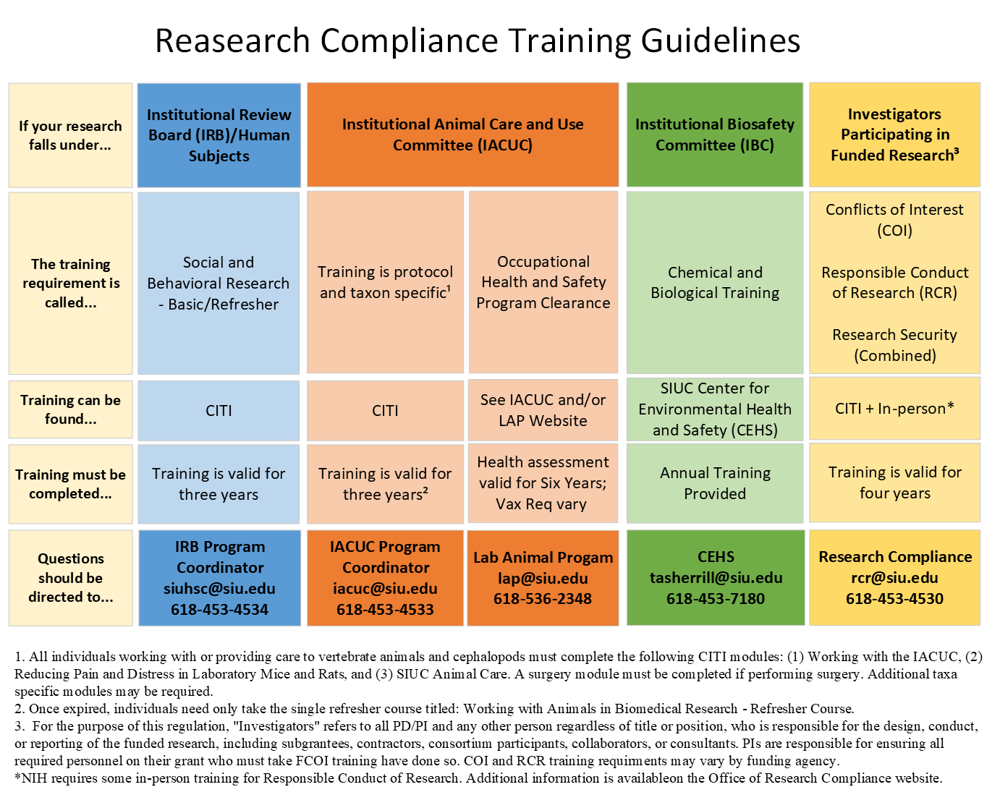 Reasearch Compliance Training Guidelines
If your research
falls under...
Institutional Review
Board (IRB)/Human
Subjects
Institutional Animal Care and Use
Committee (IACUC)
Institutional Biosafety
Committee (IBC)
Investigators
Participating in
Funded Research³
The training
requirement is
called...
Social and
Behavioral Research
- Basic/Refresher
Training is protocol
and taxon specific¹
Occupational
Health and Safety
Program Clearance
Chemical and
Biological Training
Conflicts of Interest
(COI)
Responsible Conduct
of Research (RCR)
Research Security
(Combined)
Training can be
found...
CITI
CITI
See IACUC and/or
LAP Website
SIUC Center for
Environmental Health
and Safety (CEHS)
CITI + In-person*
Training must be
completed...
Training is valid for
three years
Training is valid for
three years²
Health assessment
valid for Six Years;
Vax Req vary
Annual Training
Provided
Training is valid for
four years
Questions
should be
directed to...
IRB Program
Coordinator
siuhsc@siu.edu
618-453-4534
IACUC Program
Coordinator
iacuc@siu.edu
618-453-4533
Lab Animal Progam
lap@siu.edu
618-536-2348
CEHS
tasherrill@siu.edu
618-453-7180
Research Compliance
rcr@siu.edu
618-453-4530
1. All individuals working with or providing care to vertebrate animals and cephalopods must complete the following CITI modules: (1) Working with the IACUC, (2)
Reducing Pain and Distress in Laboratory Mice and Rats, and (3) SIUC Animal Care. A surgery module must be completed if performing surgery. Additional taxa
specific modules may be required.
2. Once expired, individuals need only take the single refresher course titled: Working with Animals in Biomedical Research - Refresher Course.
3.  For the purpose of this regulation, "Investigators" refers to all PD/PI and any other person regardless of title or position, who is responsible for the design, conduct,
or reporting of the funded research, including subgrantees, contractors, consortium participants, collaborators, or consultants. PIs are responsible for ensuring all
required personnel on their grant who must take FCOI training have done so. COI and RCR training requirments may vary by funding agency.
*NIH requires some in-person training for Responsible Conduct of Research. Additional information is availableon the Office of Research Compliance website.